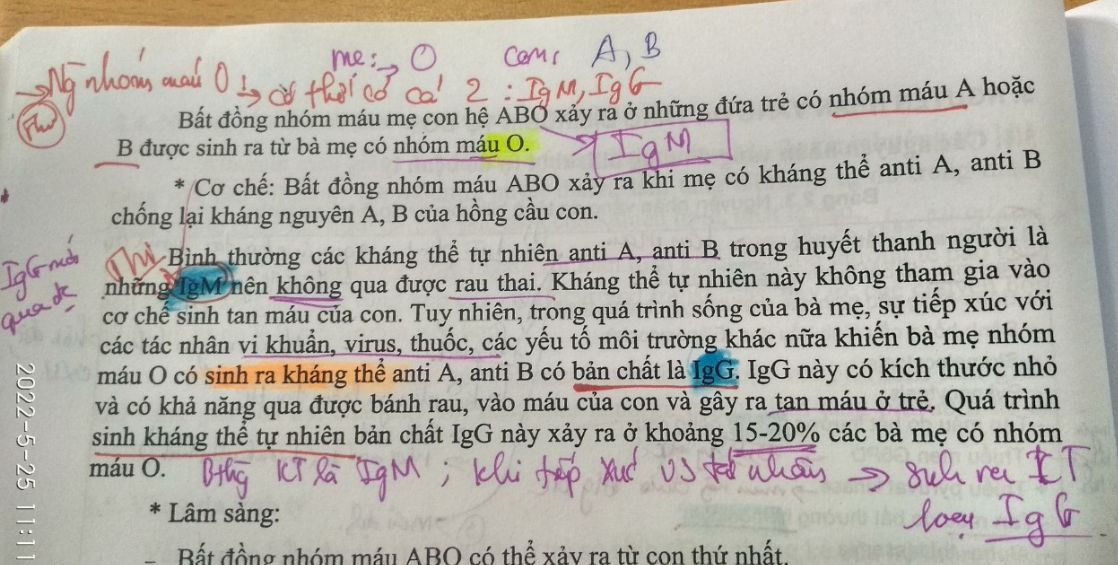 mẹ: → O con: A, B
→ Ng nhóm máu O ↳ có thể có cả 2 : IgM, IgG
Bất đồng nhóm máu mẹ con hệ ABO xảy ra ở những đứa trẻ có nhóm máu A hoặc
B được sinh ra từ bà mẹ có nhóm máu O. → IgM
* Cơ chế: Bất đồng nhóm máu ABO xảy ra khi mẹ có kháng thể anti A, anti B
chống lại kháng nguyên A, B của hồng cầu con.
Bình thường các kháng thể tự nhiên anti A, anti B trong huyết thanh người là
những IgM nên không qua được rau thai. Kháng thể tự nhiên này không tham gia vào
cơ chế sinh tan máu của con. Tuy nhiên, trong quá trình sống của bà mẹ, sự tiếp xúc với
các tác nhân vi khuẩn, virus, thuốc, các yếu tố môi trường khác nữa khiến bà mẹ nhóm
máu O có sinh ra kháng thể anti A, anti B có bản chất là IgG. IgG này có kích thước nhỏ
và có khả năng qua được bánh rau, vào máu của con và gây ra tan máu ở trẻ. Quá trình
sinh kháng thể tự nhiên bản chất IgG này xảy ra ở khoảng 15-20% các bà mẹ có nhóm
máu O.
IgG mới
qua đc
Bthg KT là IgM ; khi tiếp xúc vs tác nhân → sinh ra KT
loại IgG
* Lâm sàng:
– Bất đồng nhóm máu ABO có thể xảy ra từ con thứ nhất.
2022-5-25 11:11